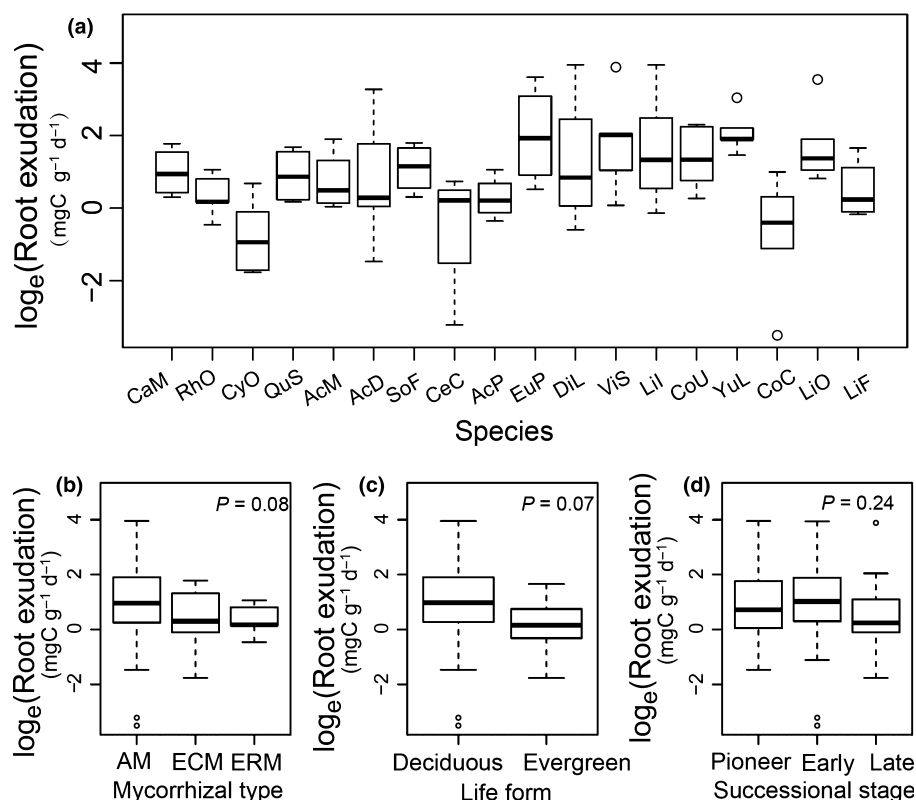 (a)
logₑ(Root exudation)
(mgC g⁻¹ d⁻¹)
4
2
0
−2
CaM RhO CyO QuS AcM AcD SoF CeC AcP EuP DiL ViS LiI CoU YuL CoC LiO LiF
Species
(b)
logₑ(Root exudation)
(mgC g⁻¹ d⁻¹)
4
2
0
−2
P = 0.08
AM ECM ERM
Mycorrhizal type
(c)
logₑ(Root exudation)
(mgC g⁻¹ d⁻¹)
4
2
0
−2
P = 0.07
Deciduous Evergreen
Life form
(d)
logₑ(Root exudation)
(mgC g⁻¹ d⁻¹)
4
2
0
−2
P = 0.24
Pioneer Early Late
Successional stage